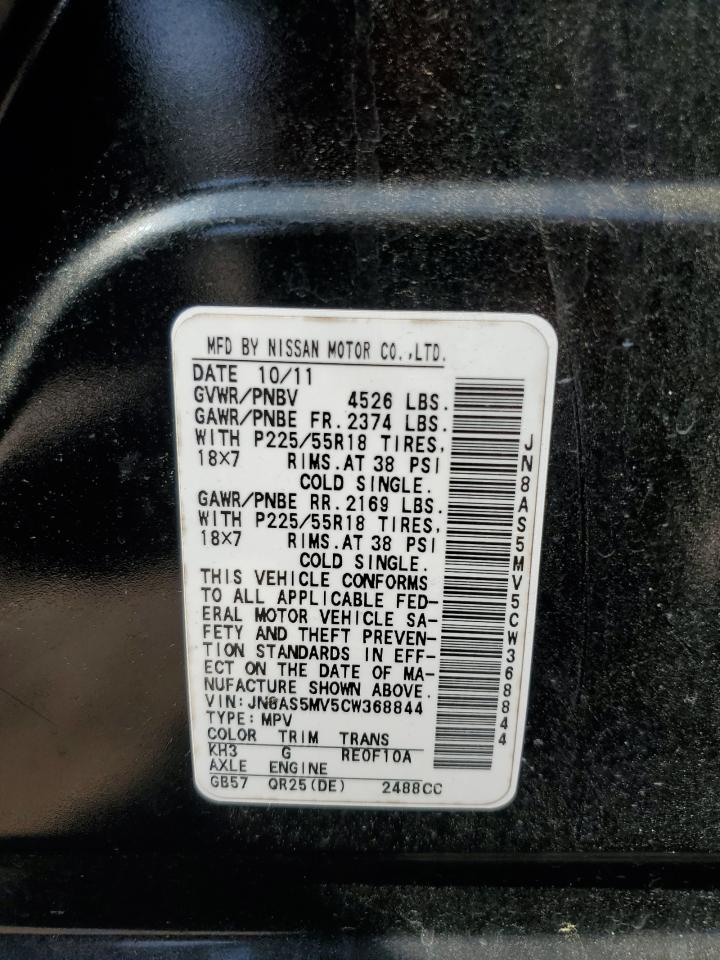 MFD BY NISSAN MOTOR CO.,LTD.
DATE 10/11
GVWR/PNBV 4526 LBS.
GAWR/PNBE FR. 2374 LBS.
WITH P225/55R18 TIRES,
18X7 RIMS.AT 38 PSI
COLD SINGLE.
GAWR/PNBE RR. 2169 LBS.
WITH P225/55R18 TIRES,
18X7 RIMS.AT 38 PSI
COLD SINGLE.
THIS VEHICLE CONFORMS
TO ALL APPLICABLE FED-
ERAL MOTOR VEHICLE SA-
FETY AND THEFT PREVEN-
TION STANDARDS IN EFF-
ECT ON THE DATE OF MA-
NUFACTURE SHOWN ABOVE.
VIN:JN8AS5MV5CW368844
TYPE:MPV
COLOR TRIM TRANS
KH3 G RE0F10A
AXLE ENGINE
GB57 QR25(DE) 2488CC
JN8AS5MV5CW368844